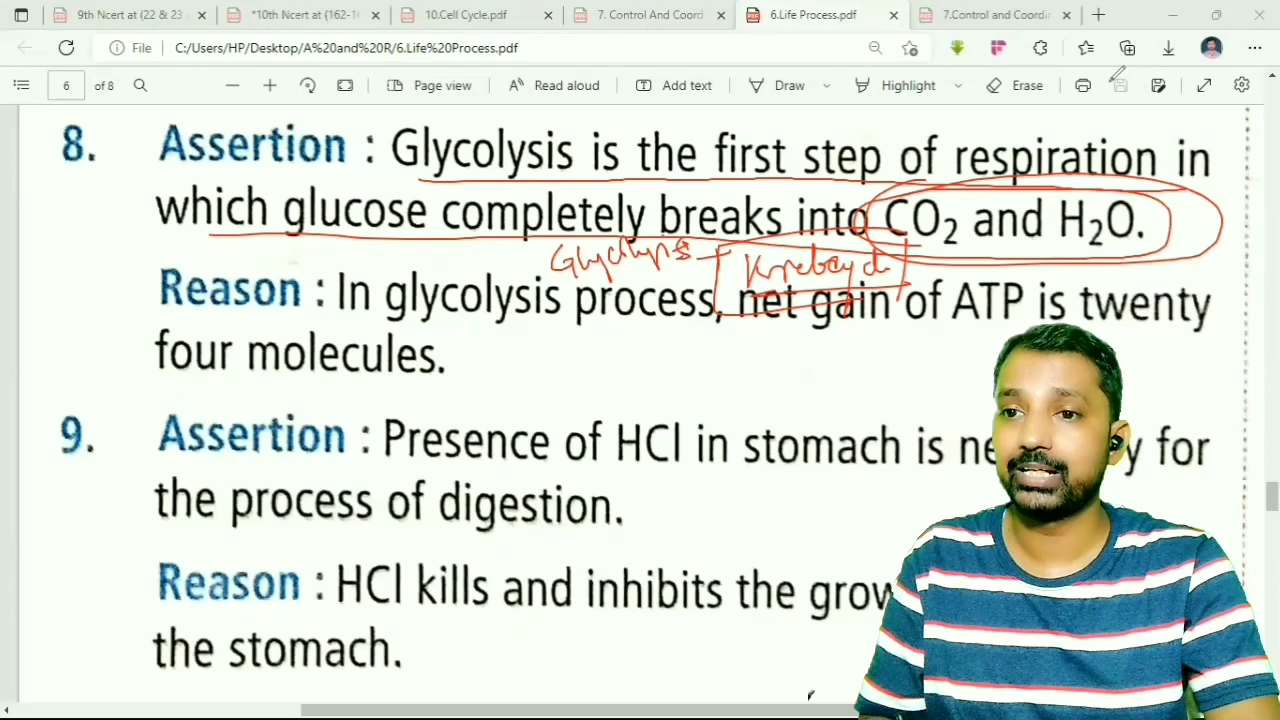 9th Ncert at (22 & 23
*10th Ncert at (162-1
10.Cell Cycle.pdf
7. Control And Coord
6.Life Process.pdf
7.Control and Coordi
File
C:/Users/HP/Desktop/A%20and%20R/6.Life%20Process.pdf
6 of 8
Page view
Read aloud
Add text
Draw
Highlight
Erase
8. Assertion : Glycolysis is the first step of respiration in
which glucose completely breaks into CO₂ and H₂O.
Glycolysis
Reason : In glycolysis process, net gain of ATP is twenty
four molecules.
9. Assertion : Presence of HCl in stomach is ne y for
the process of digestion.
Reason : HCl kills and inhibits the grow
the stomach.